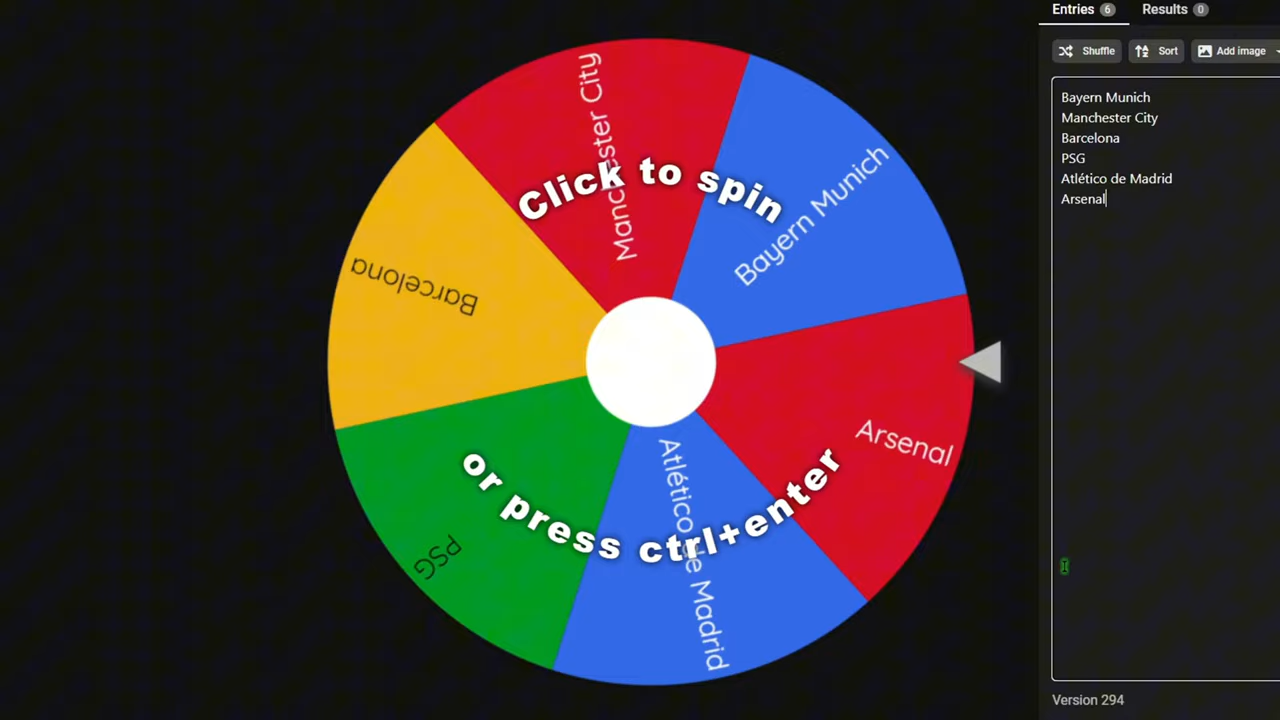 Entries 6
Results 0
Shuffle
Sort
Add image
Bayern Munich
Manchester City
Barcelona
PSG
Atlético de Madrid
Arsenal
Manchester City
Bayern Munich
Barcelona
Arsenal
PSG
Atlético de Madrid
Click to spin
or press ctrl+enter
Version 294